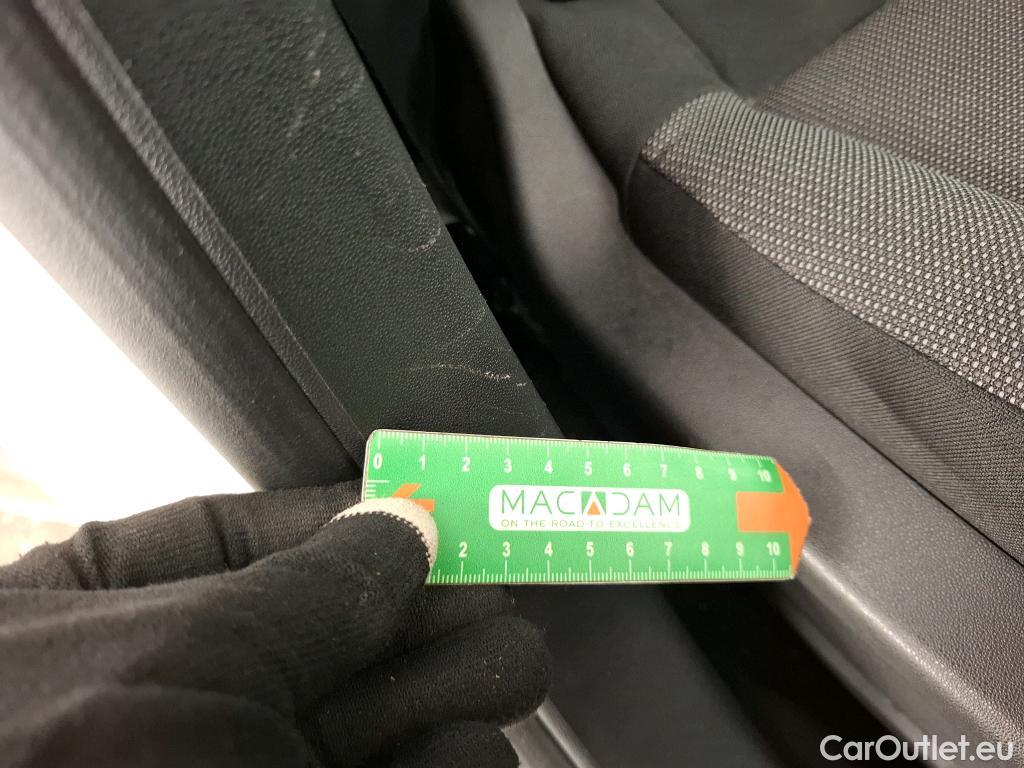 0 1 2 3 4 5 6 7 8 9 10
MACADAM
ON THE ROAD TO EXCELLENCE
2 3 4 5 6 7 8 9 10
CarOutlet.eu